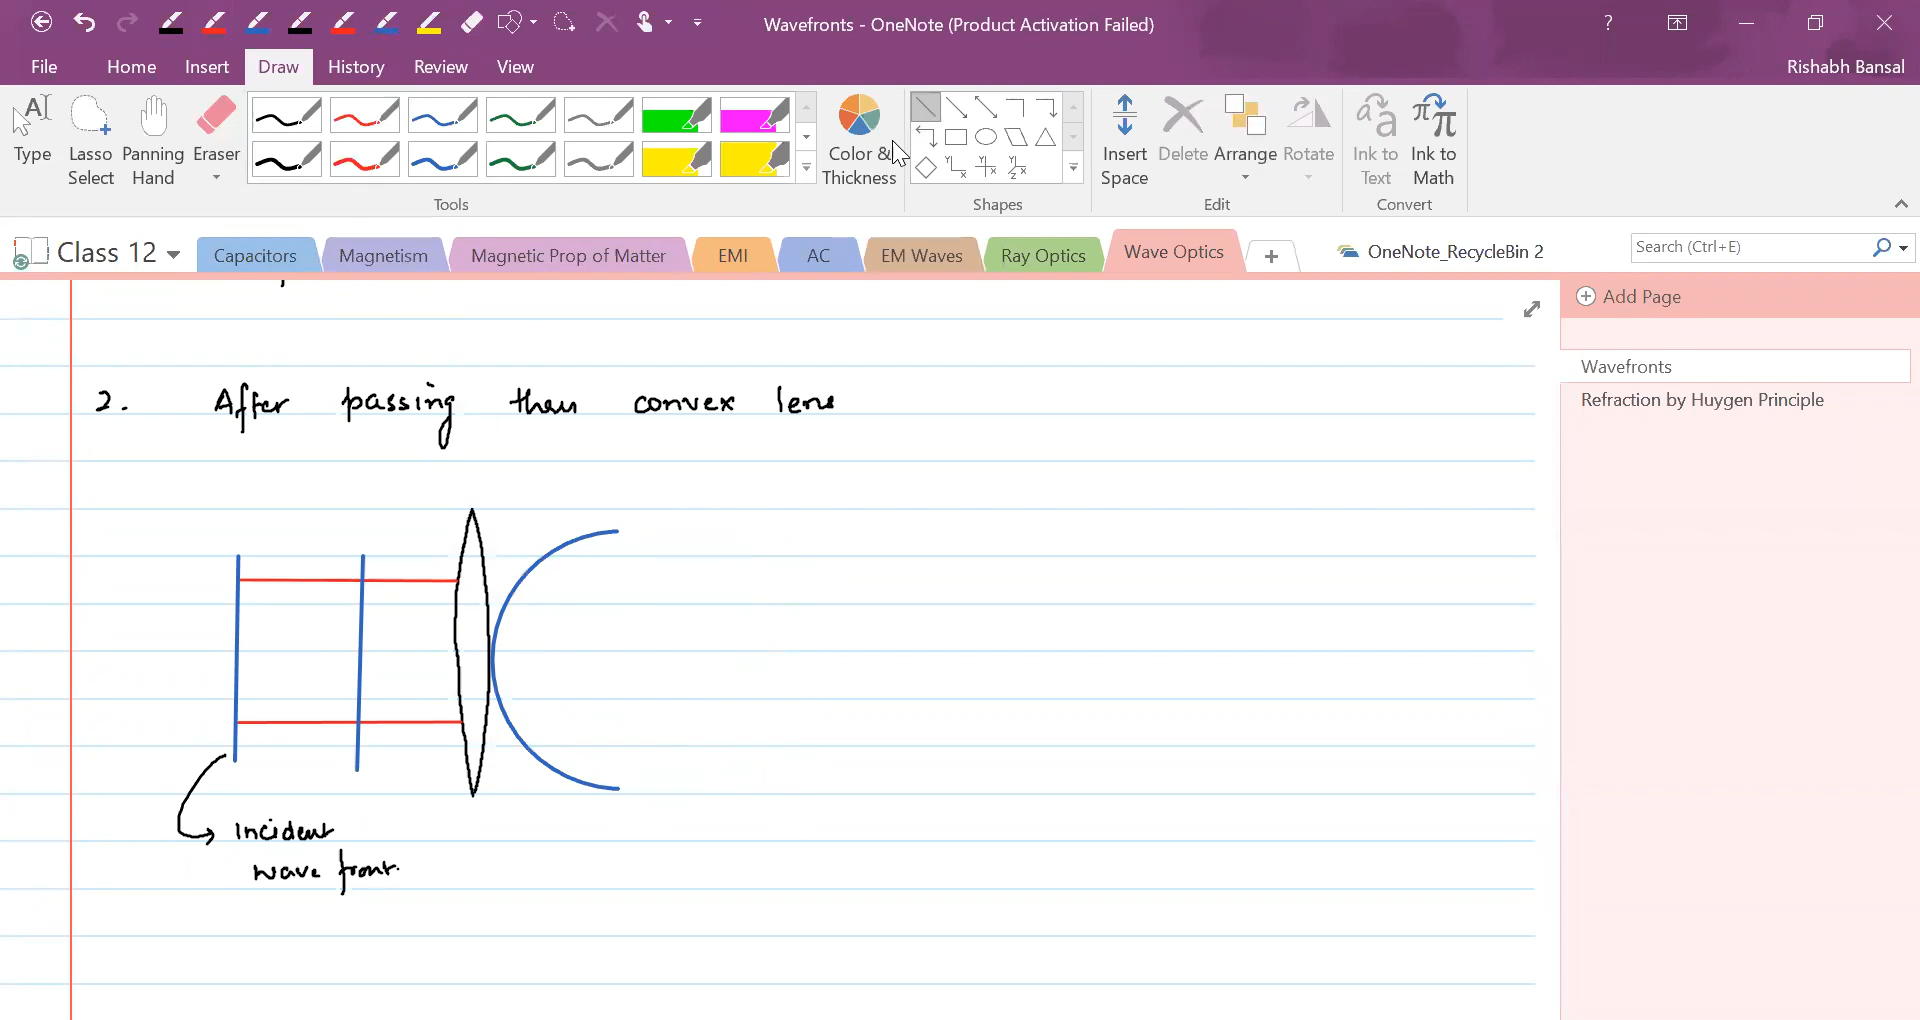 Wavefronts - OneNote (Product Activation Failed)
?
File Home Insert Draw History Review View
Rishabh Bansal
Type
Lasso Select
Panning Hand
Eraser
Color & Thickness
Insert Space
Delete
Arrange
Rotate
Ink to Text
Ink to Math
Tools
Shapes
Edit
Convert
Class 12
Capacitors
Magnetism
Magnetic Prop of Matter
EMI
AC
EM Waves
Ray Optics
Wave Optics
OneNote_RecycleBin 2
Search (Ctrl+E)
Add Page
Wavefronts
Refraction by Huygen Principle
2. After passing thru convex lens
incident
wave front.